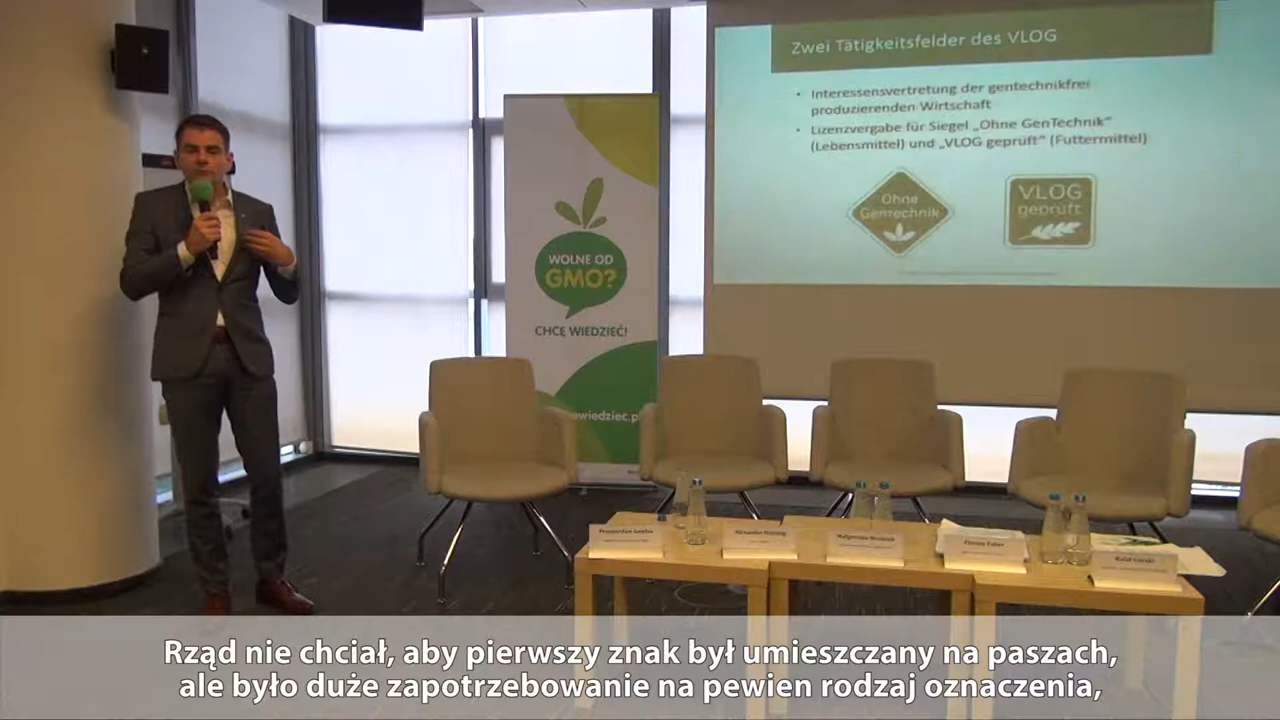 Zwei Tätigkeitsfelder des VLOG
• Interessensvertretung der gentechnikfrei
produzierenden Wirtschaft
• Lizenzvergabe für Siegel „Ohne GenTechnik"
(Lebensmittel) und „VLOG geprüft" (Futtermittel)
Ohne
Gentechnik
VLOG
geprüft
WOLNE OD
GMO?
CHCĘ WIEDZIEĆ!
wiedziec.p
Rząd nie chciał, aby pierwszy znak był umieszczany na paszach,
ale było duże zapotrzebowanie na pewien rodzaj oznaczenia,